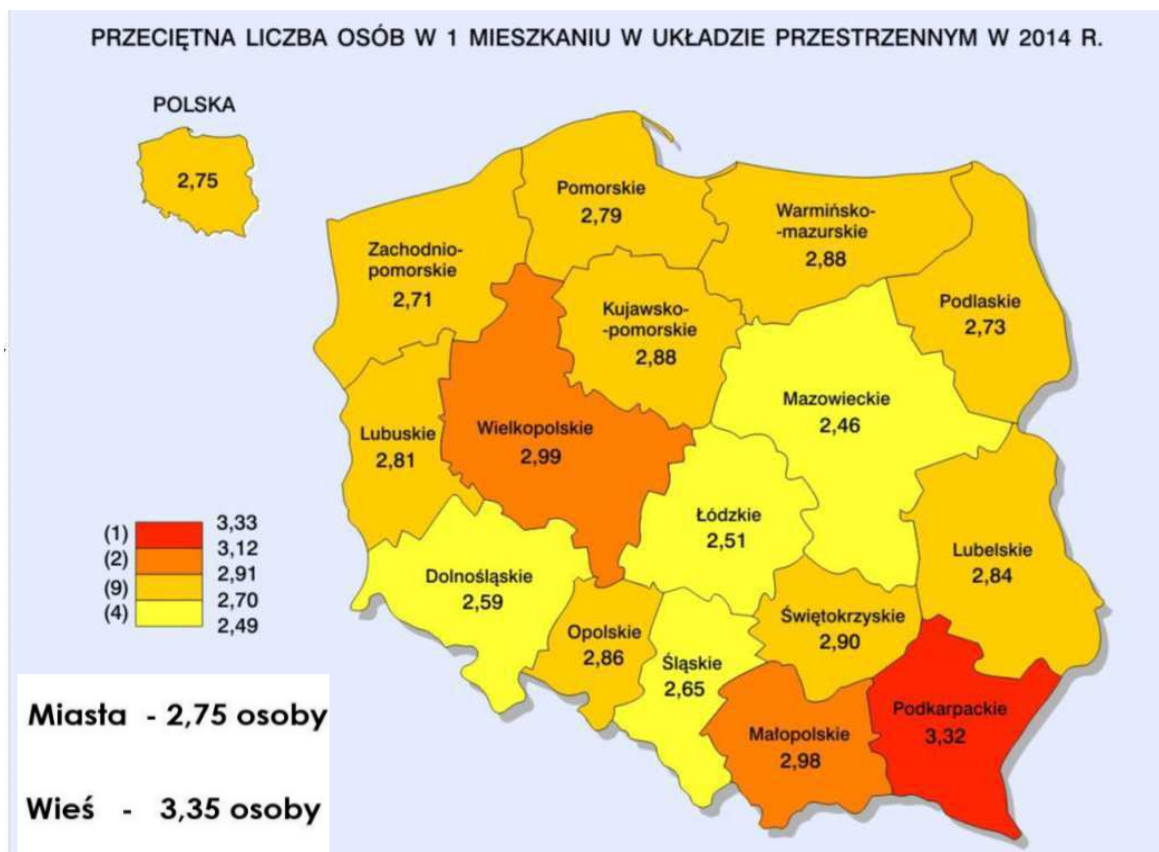 PRZECIĘTNA LICZBA OSÓB W 1 MIESZKANIU W UKŁADZIE PRZESTRZENNYM W 2014 R.
POLSKA
2,75
Pomorskie
2,79
Warmińsko-
-mazurskie
2,88
Zachodnio-
pomorskie
2,71
Kujawsko-
-pomorskie
2,88
Podlaskie
2,73
Mazowieckie
2,46
Lubuskie
2,81
Wielkopolskie
2,99
Łódzkie
2,51
Lubelskie
2,84
Dolnośląskie
2,59
Opolskie
2,86
Śląskie
2,65
Świętokrzyskie
2,90
Małopolskie
2,98
Podkarpackie
3,32
3,33
(1)
3,12
(2)
2,91
(9)
2,70
(4)
2,49
Miasta - 2,75 osoby
Wieś - 3,35 osoby